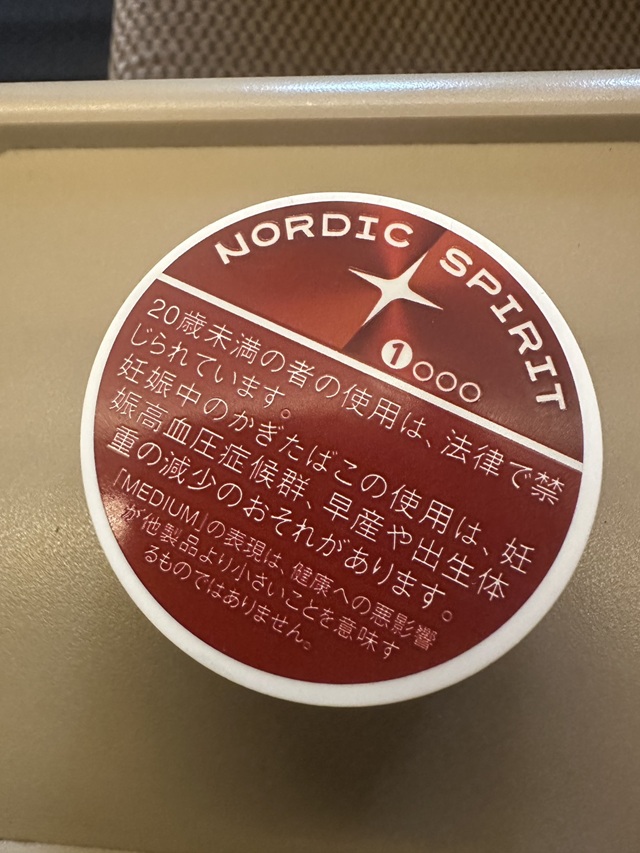 NORDIC SPIRIT
1
20歳未満の者の使用は、法律で禁
じられています。
妊娠中のかぎたばこの使用は、妊
娠高血圧症候群、早産や出生体
重の減少のおそれがあります。
「MEDIUM」の表現は、健康への悪影響
が他製品より小さいことを意味す
るものではありません。